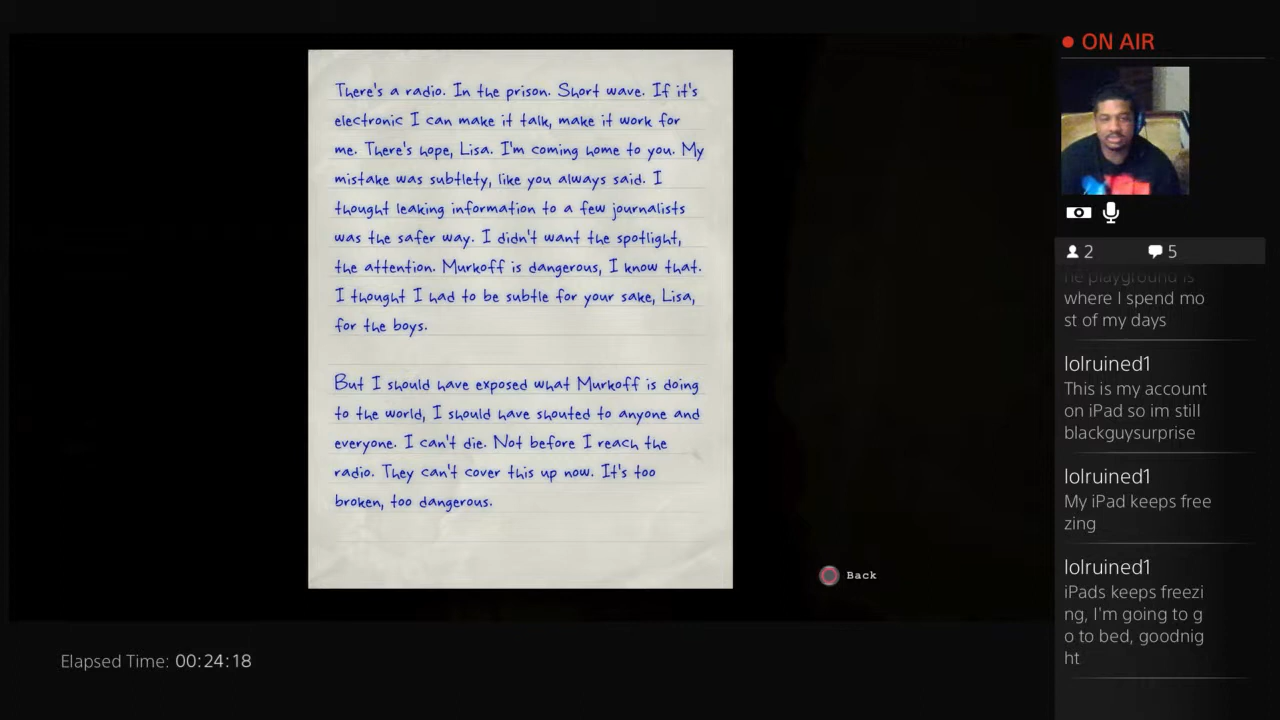 There's a radio. In the prison. Short wave. If it's
electronic I can make it talk, make it work for
me. There's hope, Lisa. I'm coming home to you. My
mistake was subtlety, like you always said. I
thought leaking information to a few journalists
was the safer way. I didn't want the spotlight,
the attention. Murkoff is dangerous, I know that.
I thought I had to be subtle for your sake, Lisa,
for the boys.
But I should have exposed what Murkoff is doing
to the world, I should have shouted to anyone and
everyone. I can't die. Not before I reach the
radio. They can't cover this up now. It's too
broken, too dangerous.
Back
Elapsed Time: 00:24:18
ON AIR
2 5
he playground is
where I spend mo
st of my days
lolruined1
This is my account
on iPad so im still
blackguysurprise
lolruined1
My iPad keeps free
zing
lolruined1
iPads keeps freezi
ng, I'm going to g
o to bed, goodnig
ht